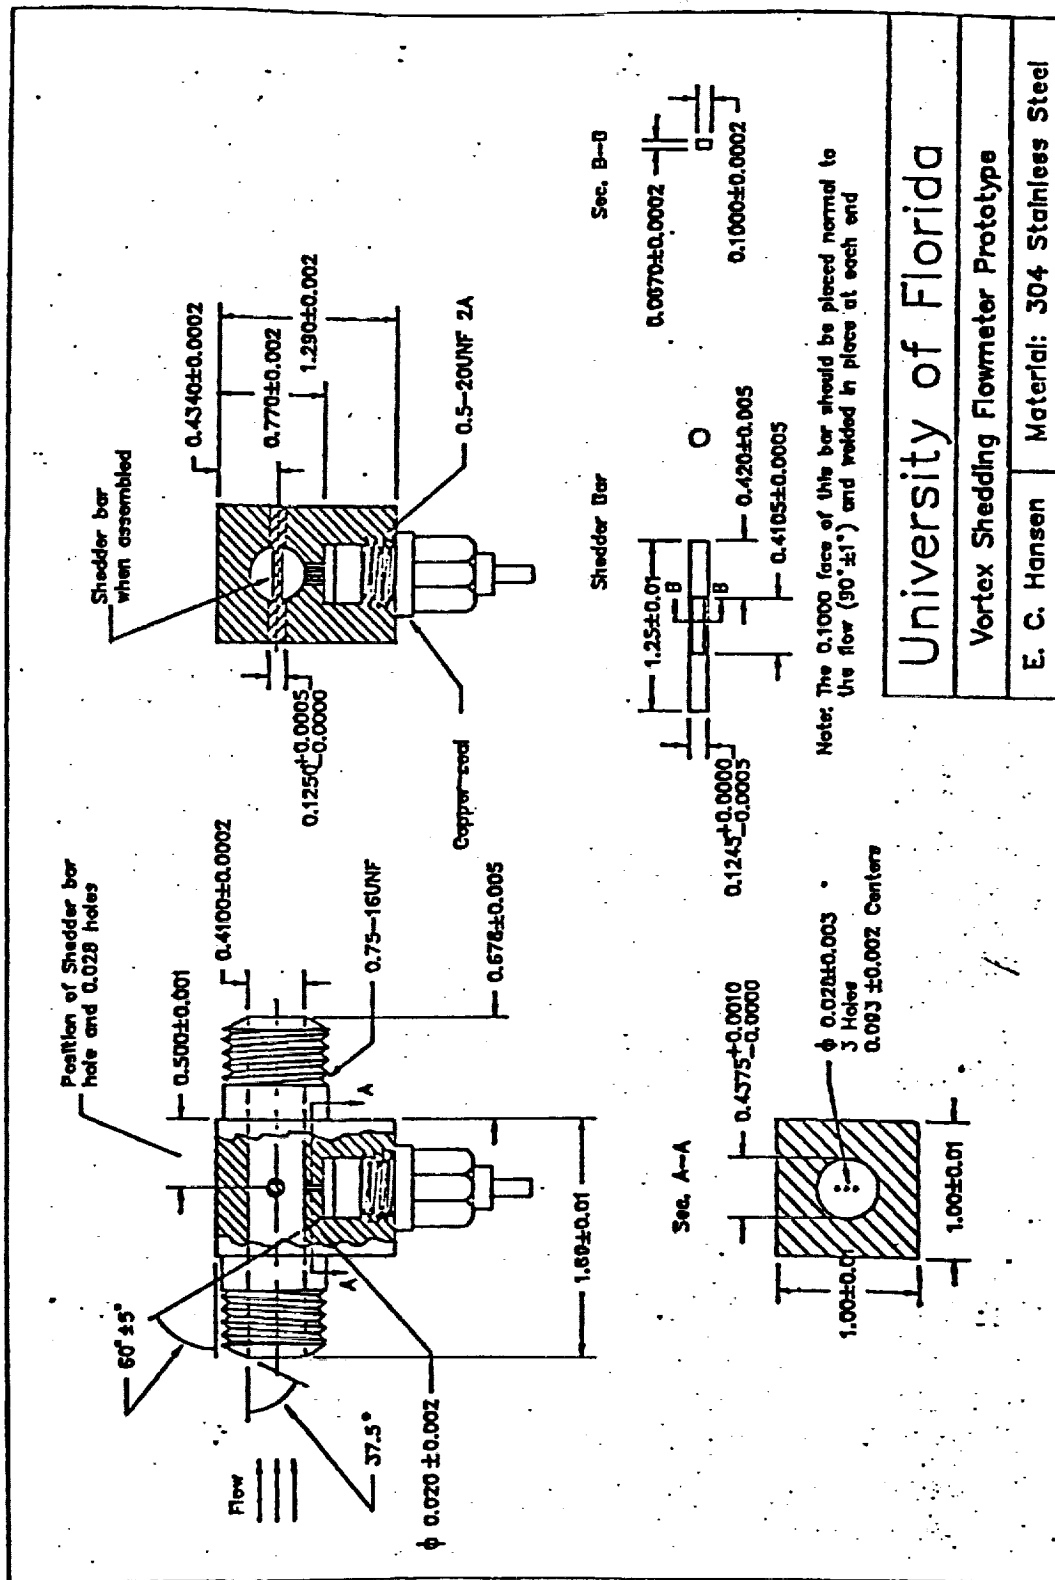 Position of Shedder bar
hole and 0.028 holes
0.500±0.001
0.4100±0.0002
0.75-16UNF
0.678±0.005
60°±5°
Flow
37.5°
ϕ 0.020±0.002
A
A
1.60±0.01
Shedder bar
when assembled
0.4340±0.0002
0.770±0.002
1.290±0.002
0.1250+0.0005
-0.0000
Copper seal
0.5-20UNF 2A
Sec. A-A
0.4375+0.0010
-0.0000
ϕ 0.028±0.003
3 Holes
0.093 ±0.002 Centers
1.00±0.01
1.00±0.01
Shedder Bar
1.25±0.01
B
B
0.420±0.005
0.4105±0.0005
0.1245+0.0000
-0.0005
Sec. B-B
0.0670±0.0002
0.1000±0.0002
Note: The 0.1000 face of this bar should be placed normal to
the flow (90°±1°) and welded in place at each end
University of Florida
Vortex Shedding Flowmeter Prototype
E. C. Hansen
Material: 304 Stainless Steel